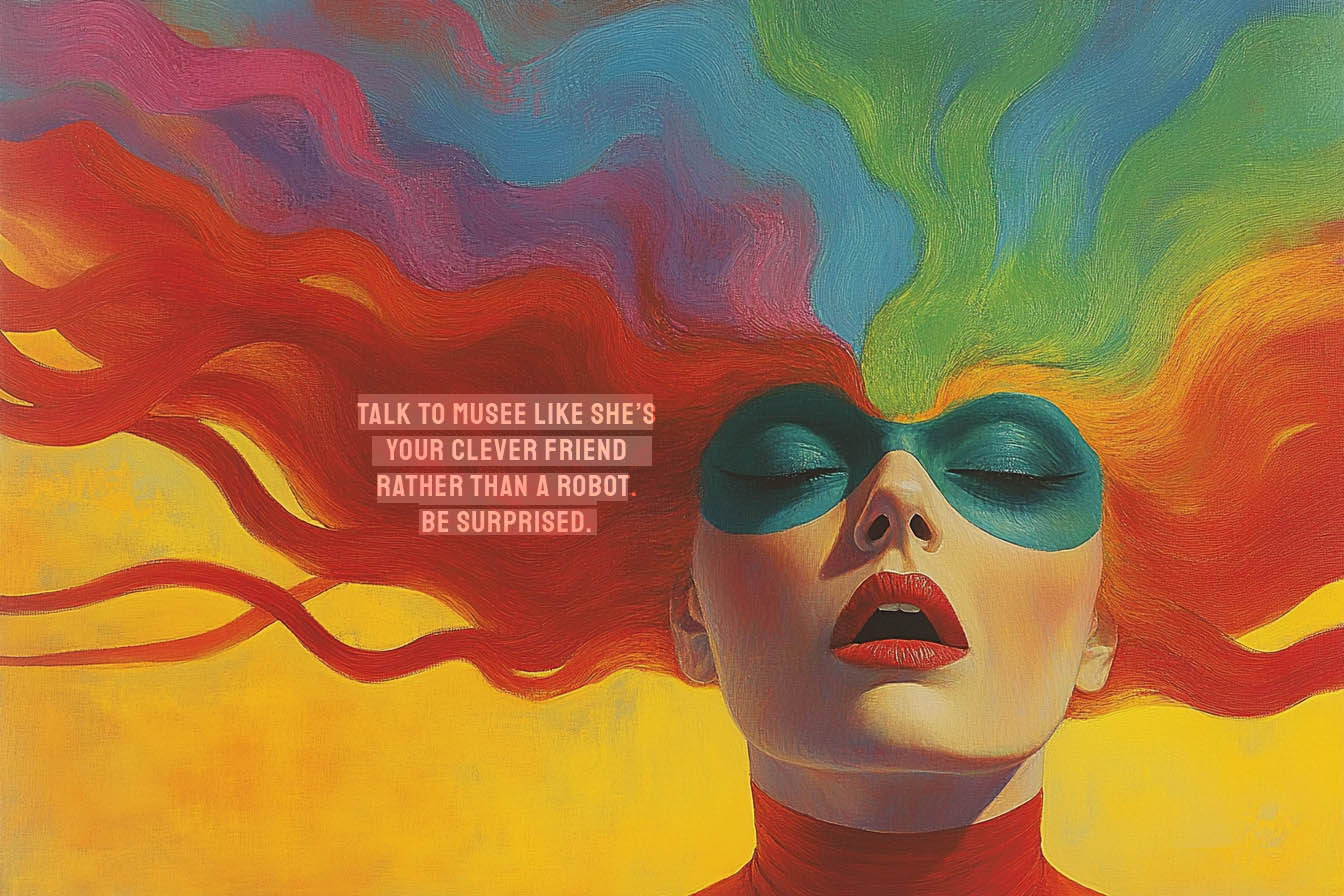 TALK TO MUSEE LIKE SHE'S
YOUR CLEVER FRIEND
RATHER THAN A ROBOT.
BE SURPRISED.